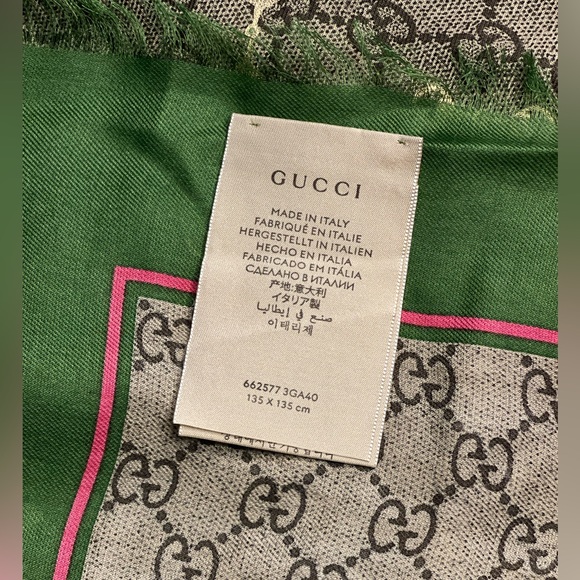 GUCCI
MADE IN ITALY
FABRIQUÉ EN ITALIE
HERGESTELLT IN ITALIEN
HECHO EN ITALIA
FABRICADO EM ITÁLIA
СДЕЛАНО В ИТАЛИИ
产地:意大利
イタリア製
صنع في إيطاليا
이태리제
662577 3GA40
135 X 135 cm